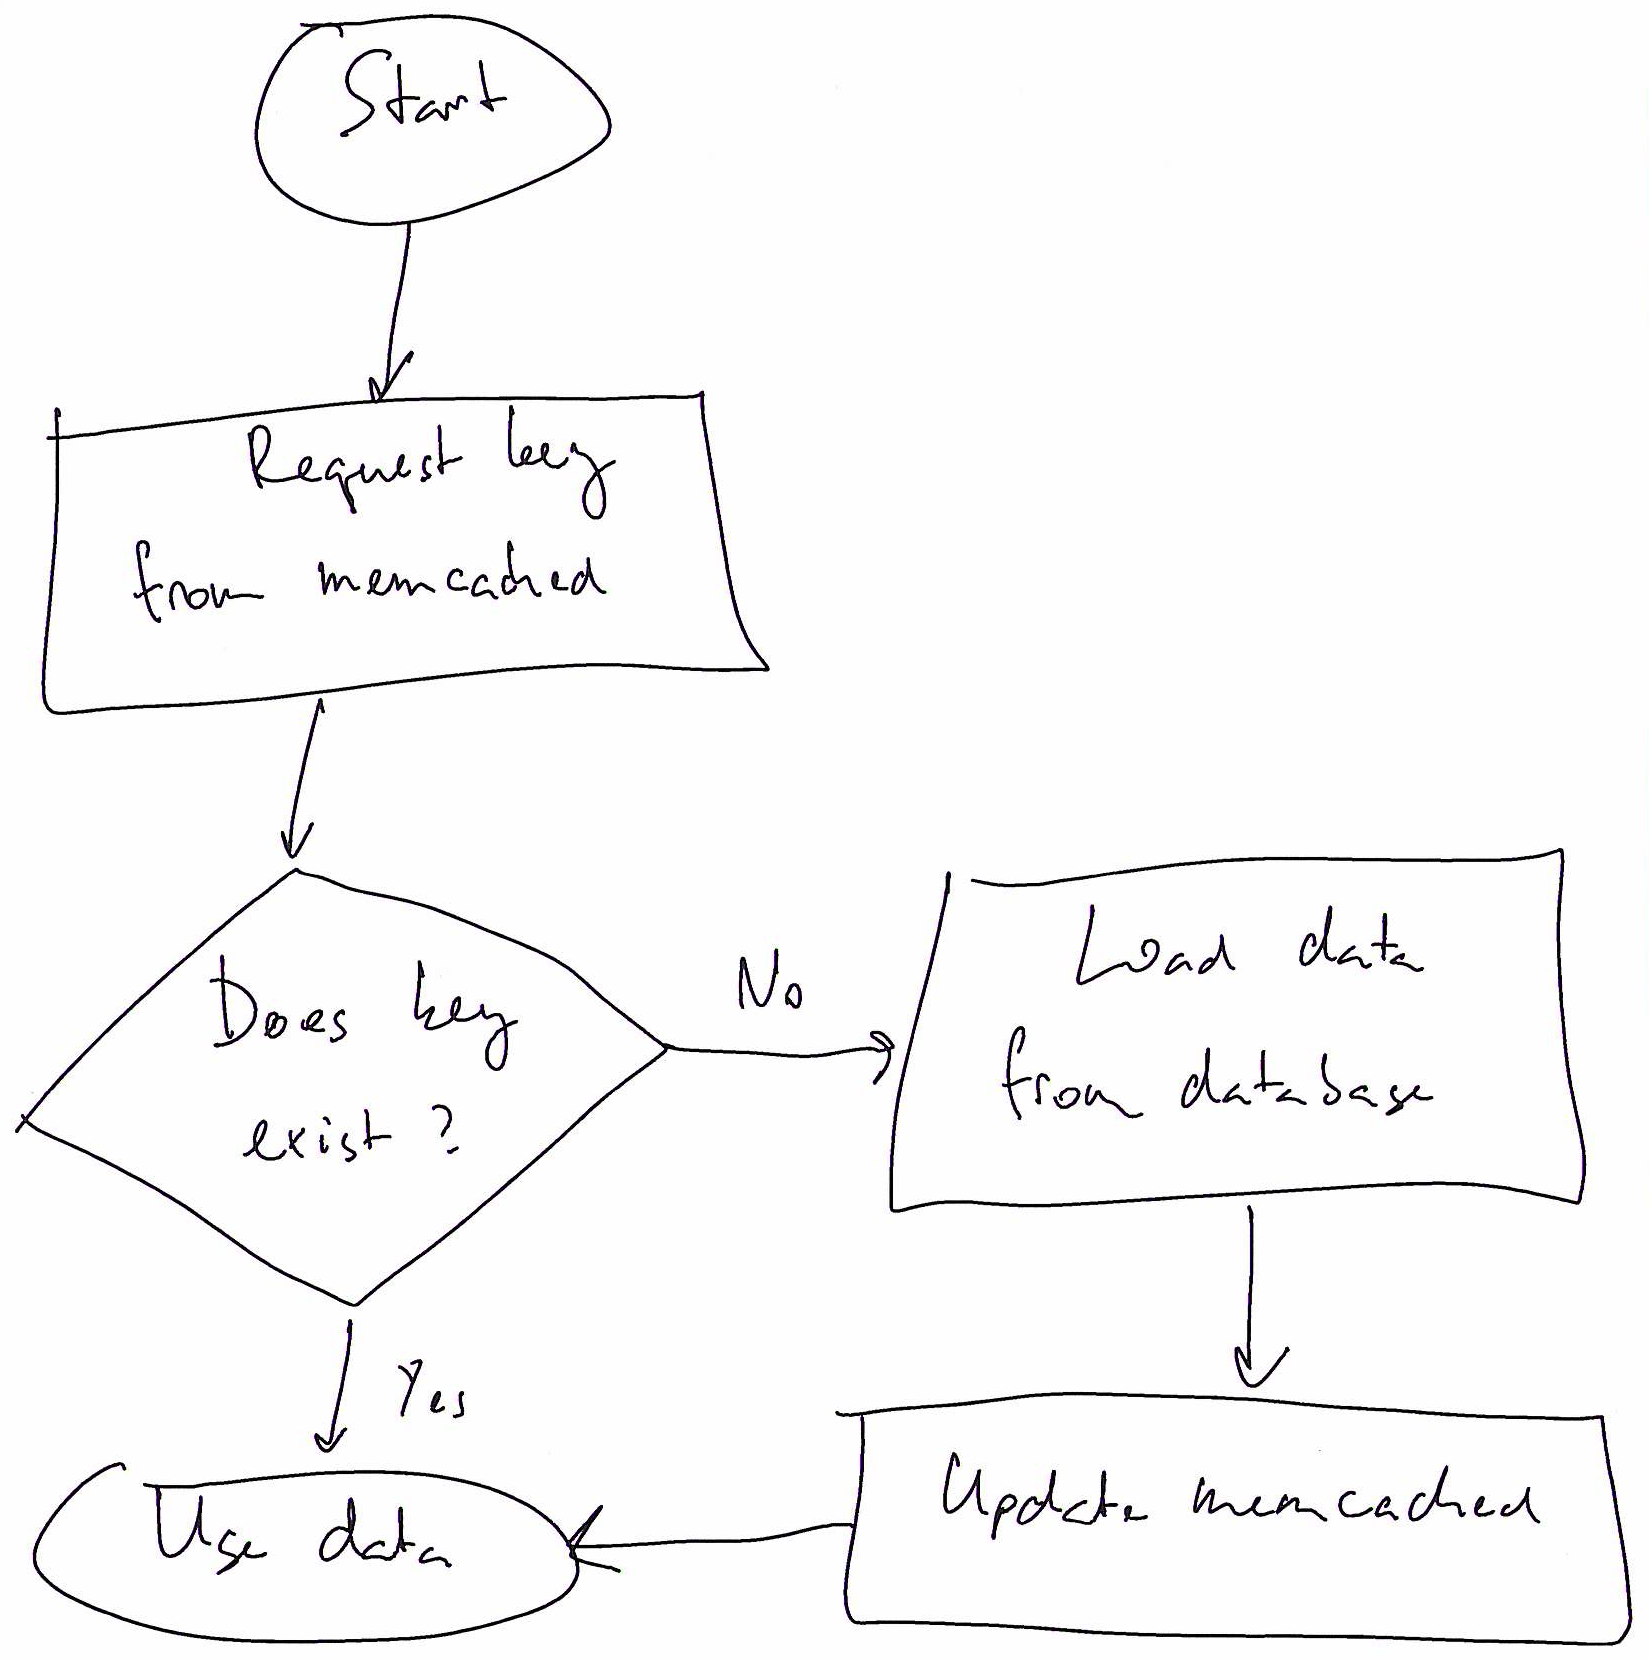 Start
Request key
from memcached
Does key
exist?
No
Load data
from database
Yes
Use data
Update memcached